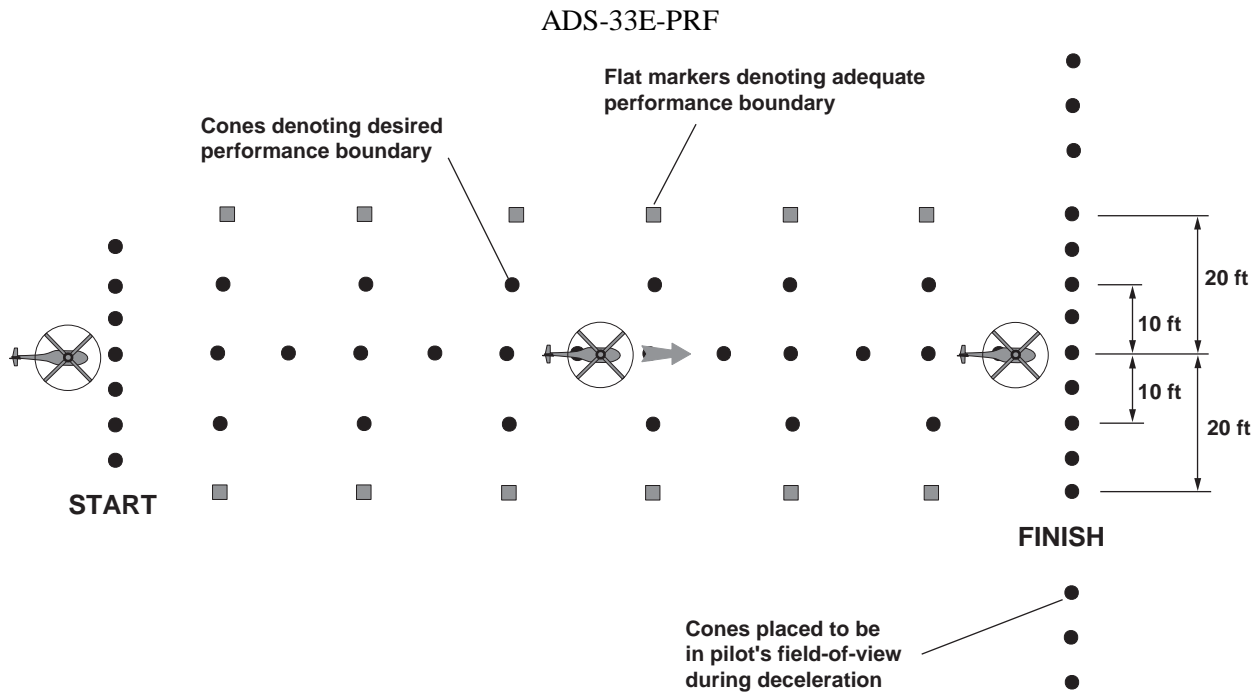 ADS-33E-PRF
Flat markers denoting adequate
performance boundary
Cones denoting desired
performance boundary
20 ft
10 ft
10 ft
20 ft
START
FINISH
Cones placed to be
in pilot's field-of-view
during deceleration